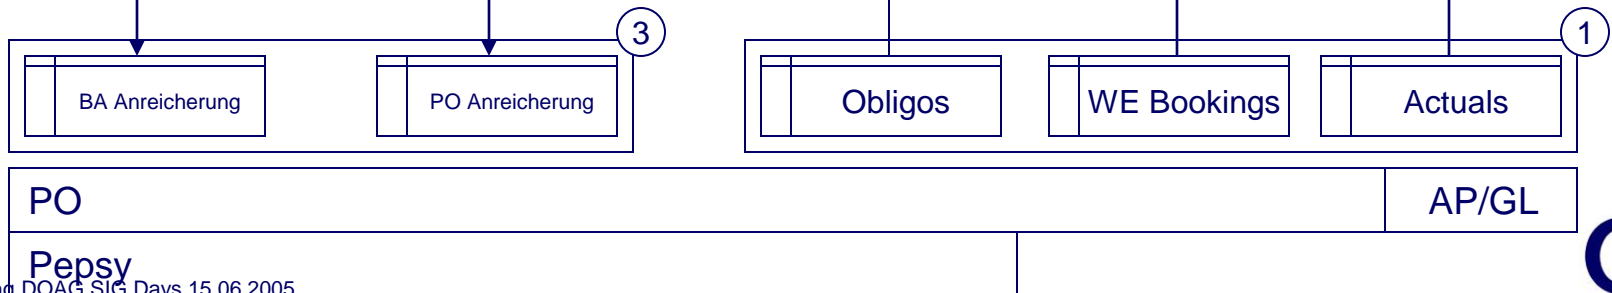 3
1
BA Anreicherung
PO Anreicherung
Obligos
WE Bookings
Actuals
PO
AP/GL
Pepsy
DOAG SIG Days 15.06.2005